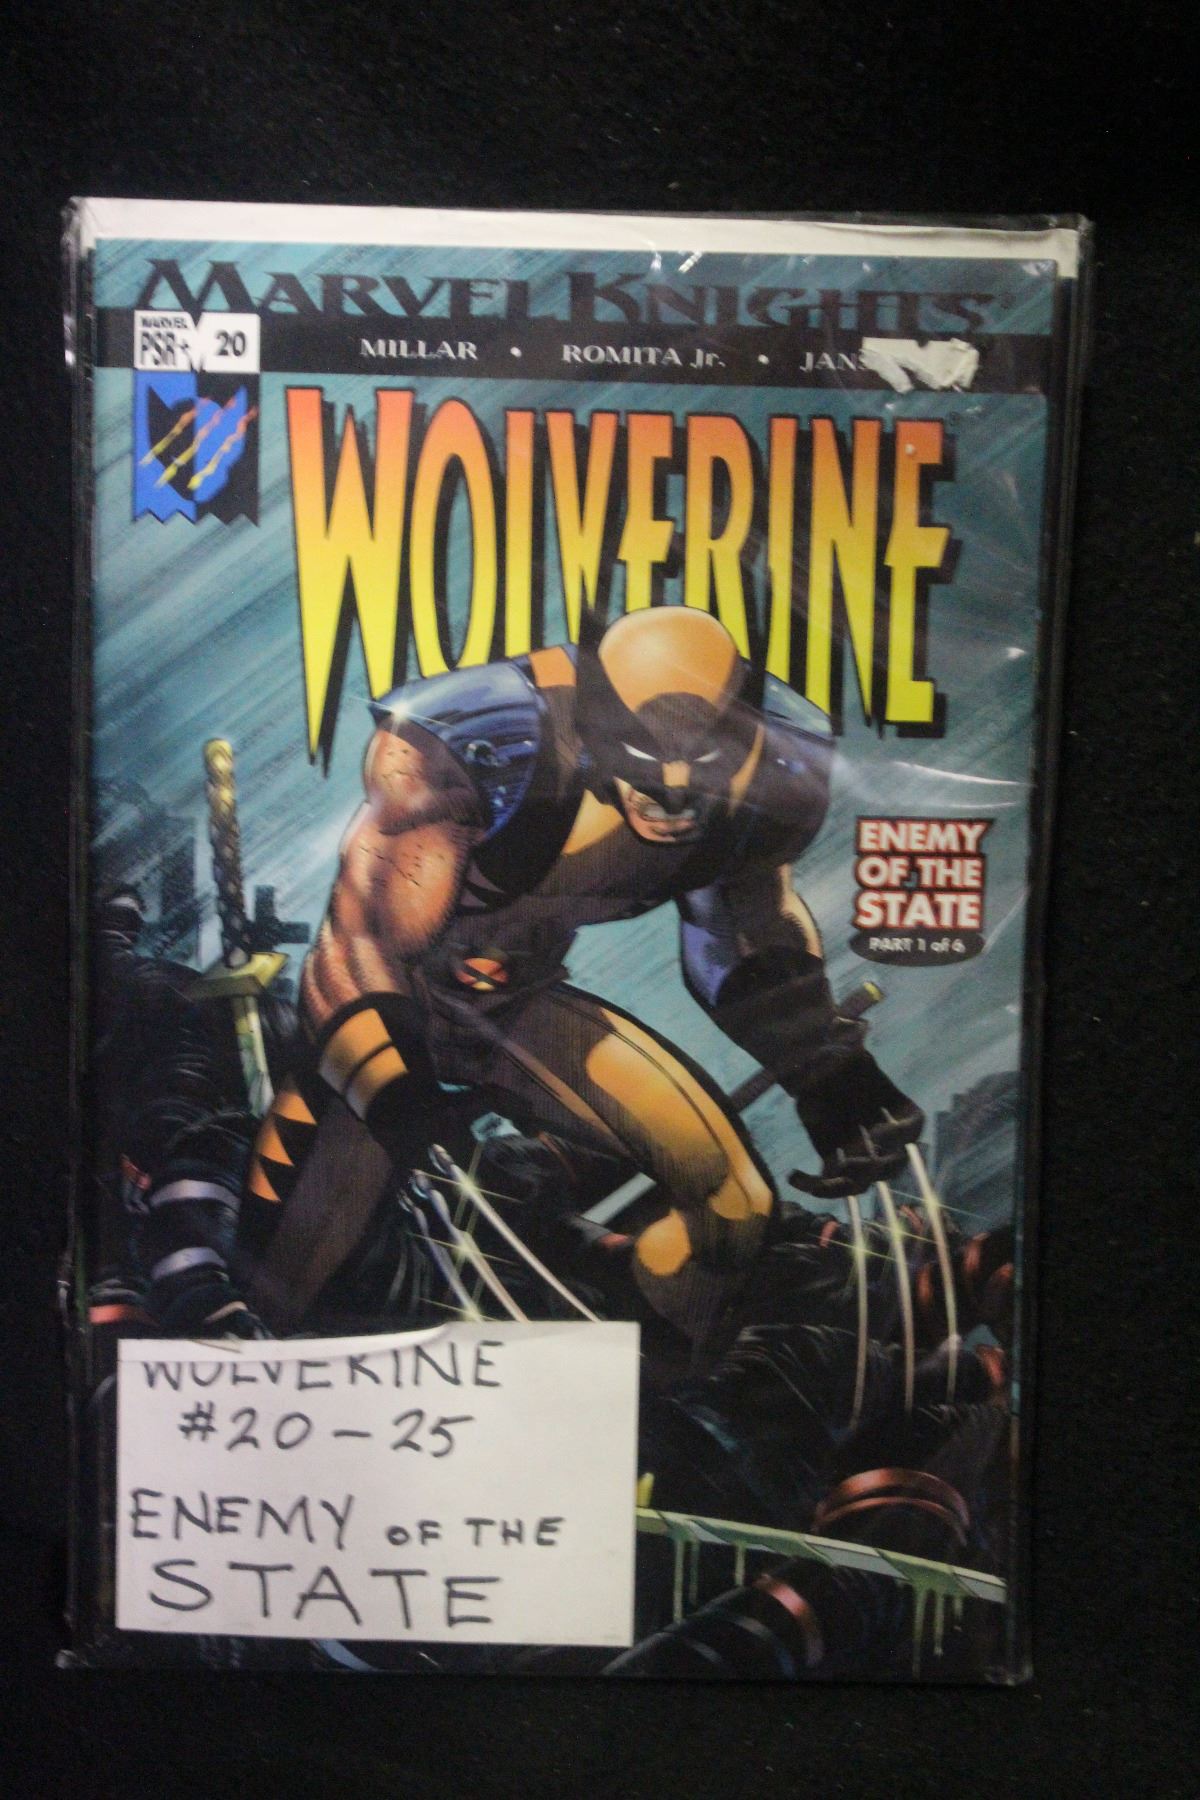 MARVEL KNIGHTS
MARVEL
PSR+
20
MILLAR • ROMITA Jr. •
WOLVERINE
ENEMY
OF THE
STATE
PART 1 of 6
WOLVERINE
#20-25
ENEMY OF THE
STATE